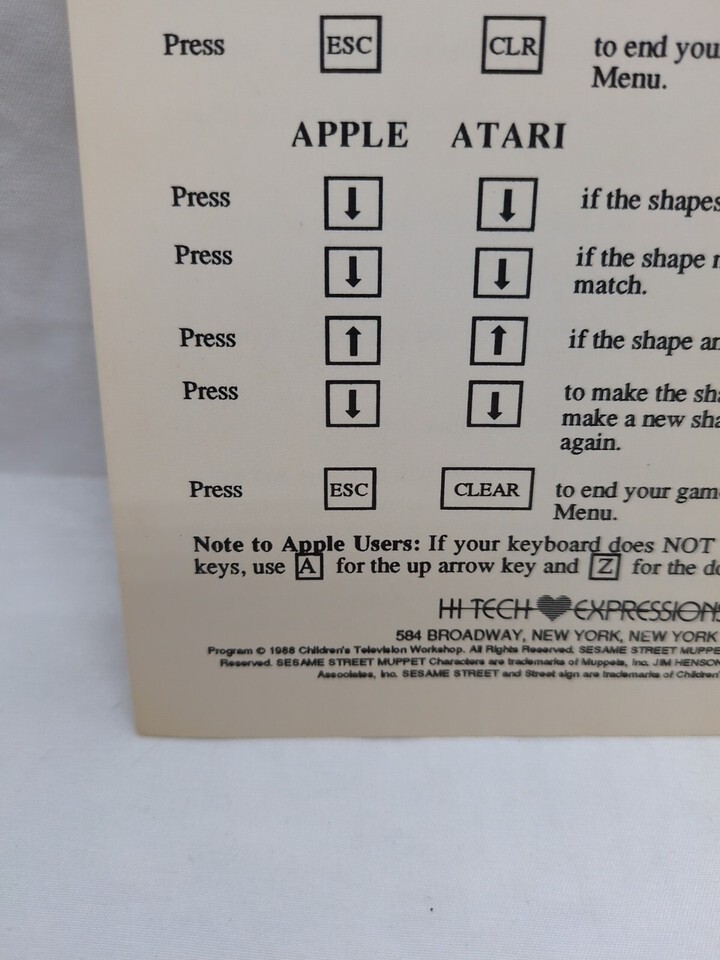 Press ESC CLR to end you
Menu.
APPLE ATARI
Press ↓ ↓ if the shapes
Press ↓ ↓ if the shape
match.
Press ↑ ↑ if the shape
Press ↓ ↓ to make the
make a new
again.
Press ESC CLEAR to end your
Menu.
Note to Apple Users: If your keyboard does NOT
keys, use A for the up arrow key and Z for the
HI TECH EXPRESSIONS
584 BROADWAY, NEW YORK, NEW YORK
Program © 1988 Children's Television Workshop. All Rights Reserved. SESAME STREET MUPPE
Reserved. SESAME STREET MUPPET Characters are trademarks of Muppets, Inc. JIM HENSON
Associates, Inc. SESAME STREET and Street sign are trademarks of Children'